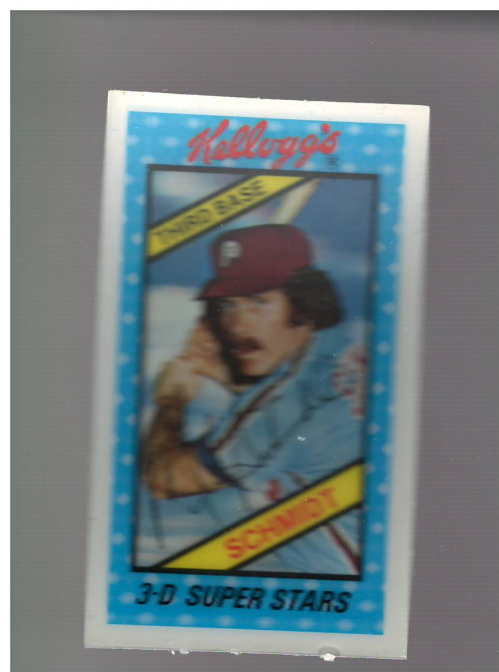 Kellogg's
THIRD BASE
P
SCHMIDT
3-D SUPER STARS